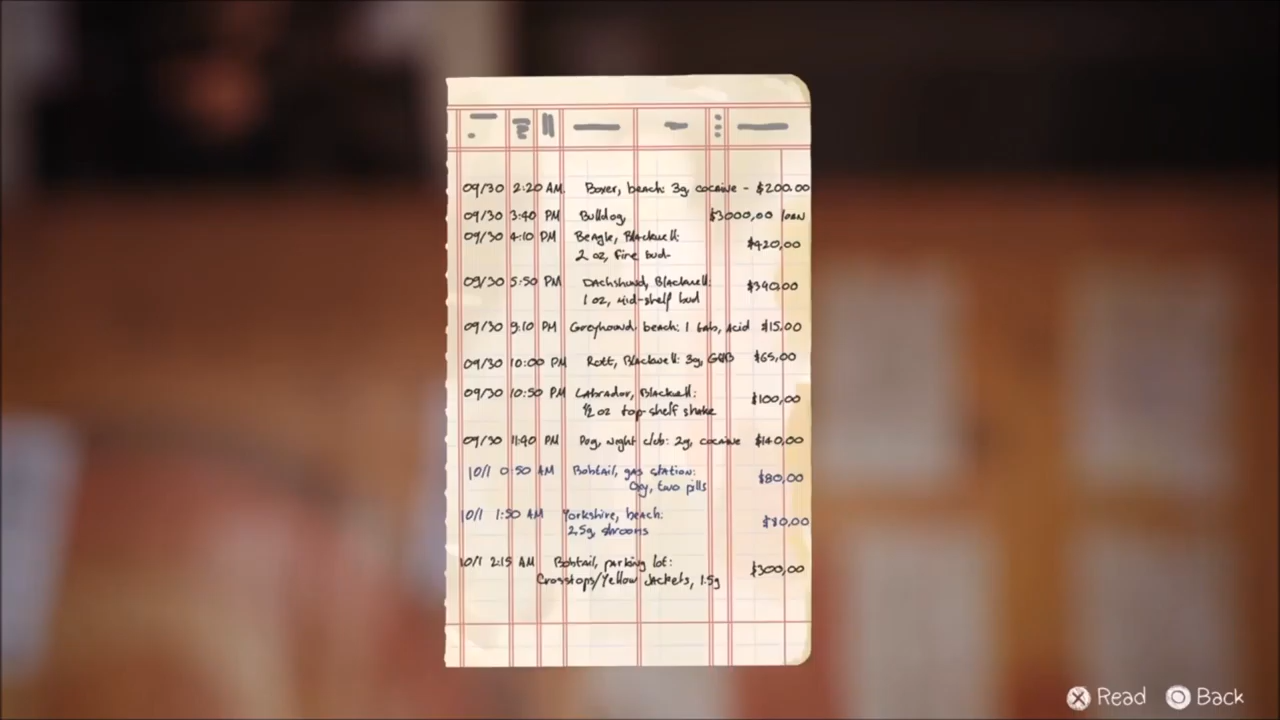 09/30 2:20 AM Boxer, beach: 3g, cocaine - $200.00
09/30 3:40 PM Bulldog, $3000,00 loan
09/30 4:10 PM Beagle, Blackwell: $420,00
2 oz, fire bud-
09/30 5:50 PM Dachshund, Blackwell: $340,00
1 oz, mid-shelf bud
09/30 9:10 PM Greyhound, beach: 1 tab, acid $15.00
09/30 10:00 PM Rott, Blackwell: 3g, GHB $65,00
09/30 10:50 PM Labrador, Blackwell: $100,00
1/2 oz top-shelf shake
09/30 11:40 PM Pug, night club: 2g, cocaine $140,00
10/1 0:50 AM Bobtail, gas station: $80,00
Oxy, two pills
10/1 1:50 AM Yorkshire, beach:
2,5g, shrooms
10/1 2:15 AM Bobtail, parking lot: $300,00
Crosstops/Yellow Jackets, 1.5g
Read Back